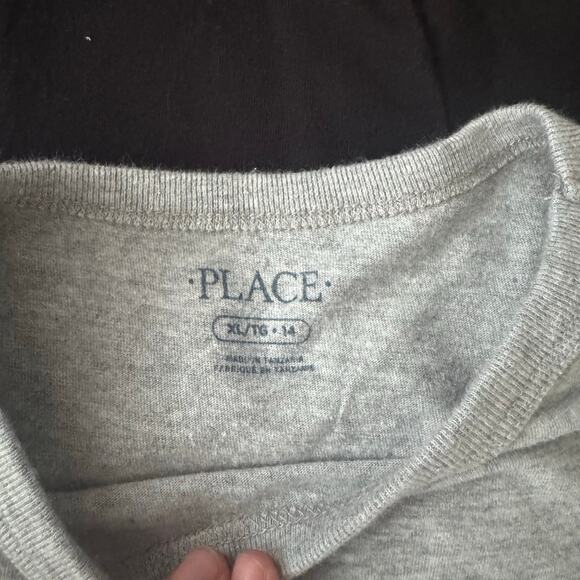 ·PLACE·
XL/TG • 14
MADE IN TANZANIA
FABRIQUÉ EN TANZANIE